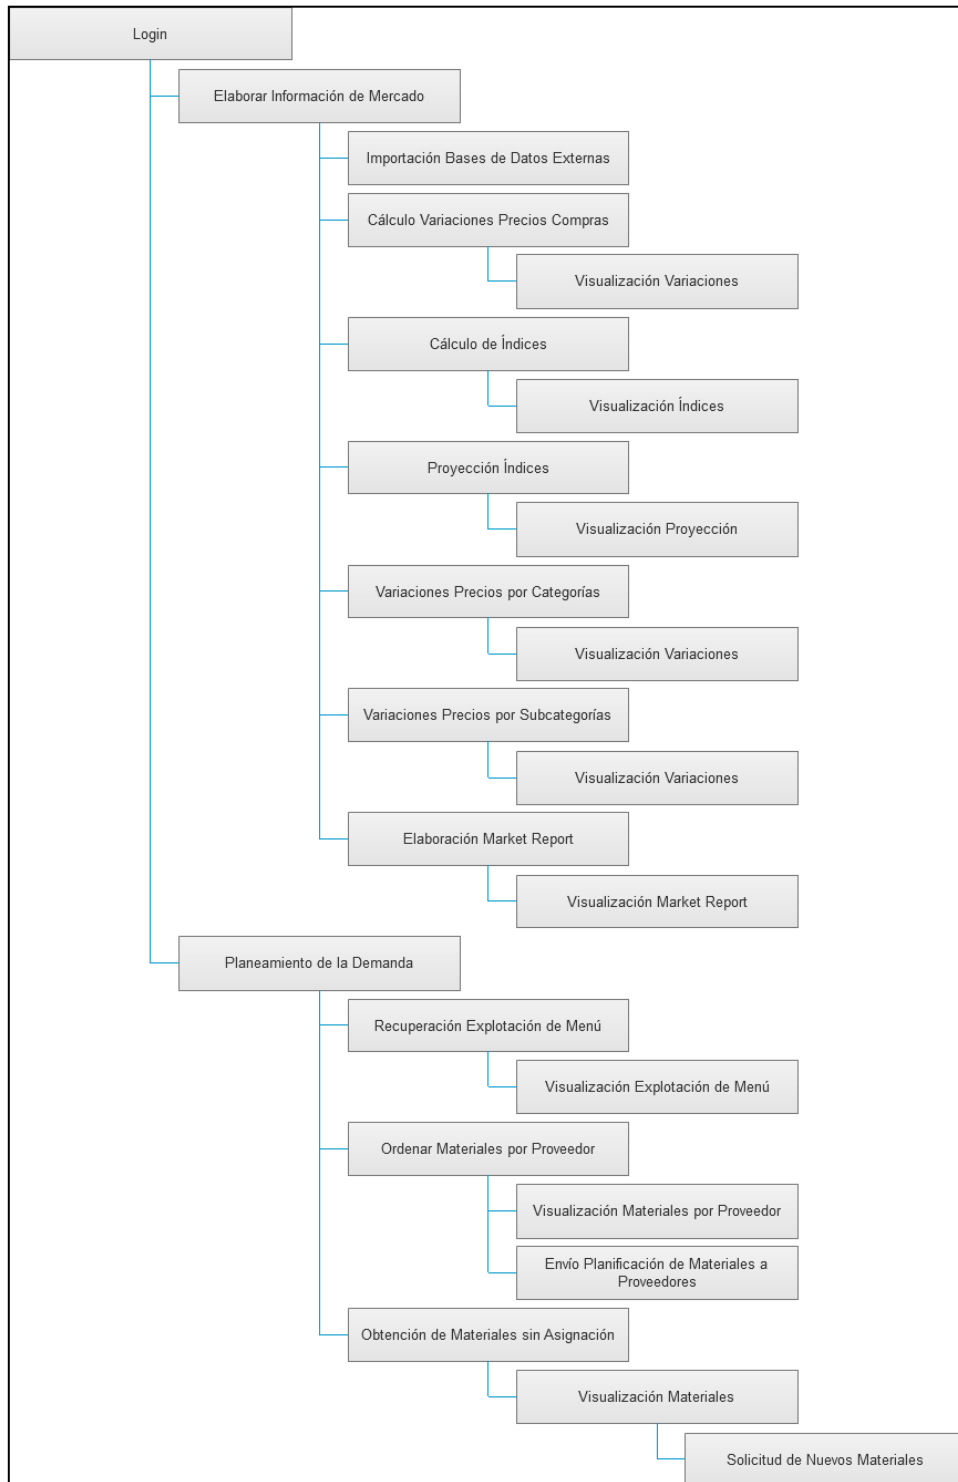 Login
Elaborar Información de Mercado
Importación Bases de Datos Externas
Cálculo Variaciones Precios Compras
Visualización Variaciones
Cálculo de Índices
Visualización Índices
Proyección Índices
Visualización Proyección
Variaciones Precios por Categorías
Visualización Variaciones
Variaciones Precios por Subcategorías
Visualización Variaciones
Elaboración Market Report
Visualización Market Report
Planeamiento de la Demanda
Recuperación Explotación de Menú
Visualización Explotación de Menú
Ordenar Materiales por Proveedor
Visualización Materiales por Proveedor
Envío Planificación de Materiales a
Proveedores
Obtención de Materiales sin Asignación
Visualización Materiales
Solicitud de Nuevos Materiales